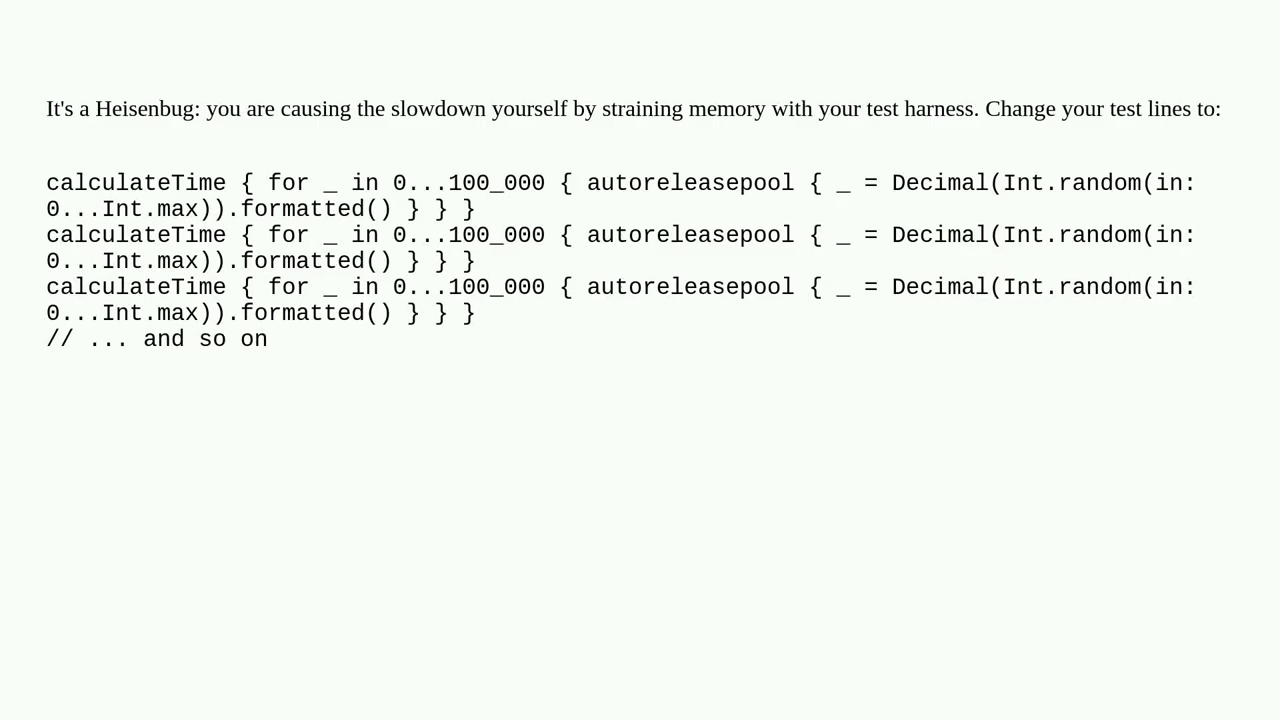 It's a Heisenbug: you are causing the slowdown yourself by straining memory with your test harness. Change your test lines to:
calculateTime { for _ in 0...100_000 { autoreleasepool { _ = Decimal(Int.random(in:
0...Int.max)).formatted() } } }
calculateTime { for _ in 0...100_000 { autoreleasepool { _ = Decimal(Int.random(in:
0...Int.max)).formatted() } } }
calculateTime { for _ in 0...100_000 { autoreleasepool { _ = Decimal(Int.random(in:
0...Int.max)).formatted() } } }
// ... and so on